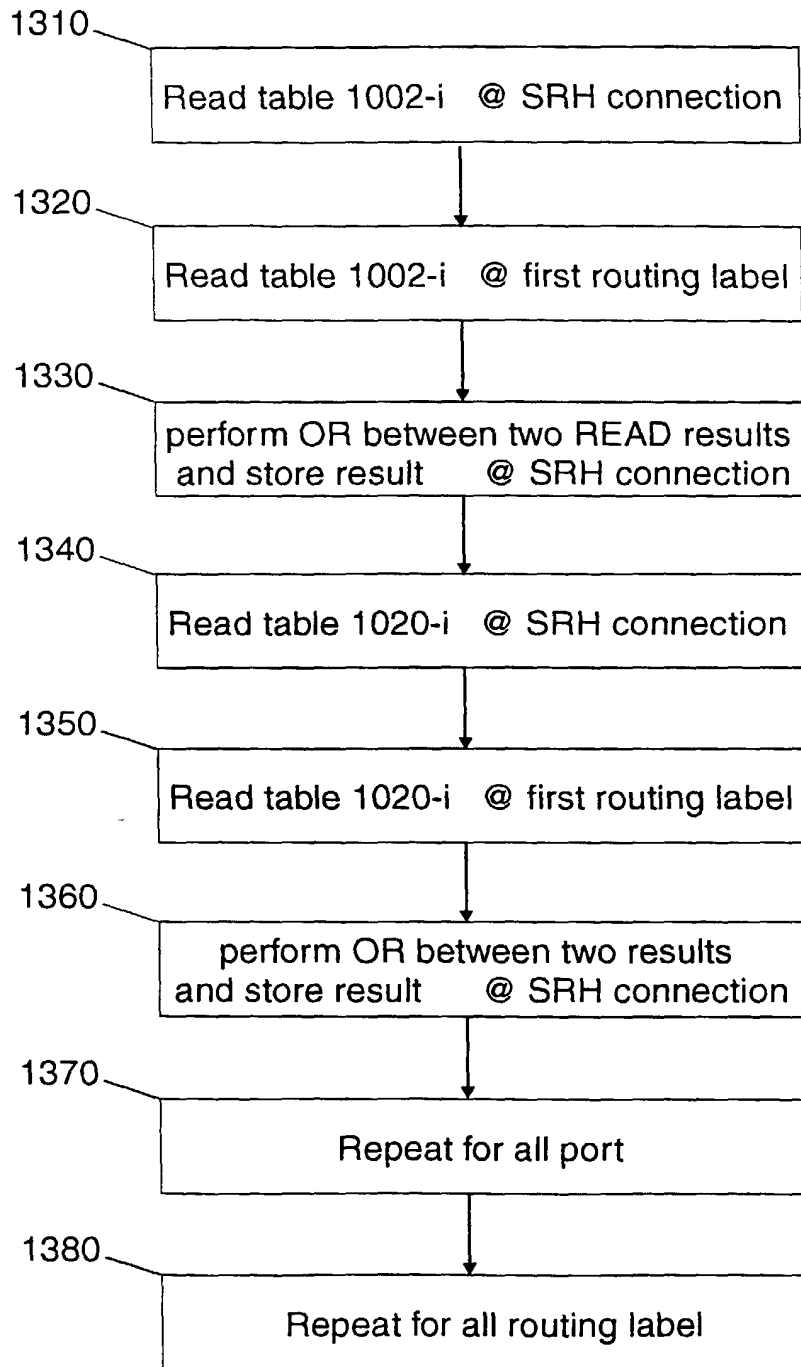 1310
Read table 1002-i @ SRH connection
1320
Read table 1002-i @ first routing label
1330
perform OR between two READ results
and store result @ SRH connection
1340
Read table 1020-i @ SRH connection
1350
Read table 1020-i @ first routing label
1360
perform OR between two results
and store result @ SRH connection
1370
Repeat for all port
1380
Repeat for all routing label